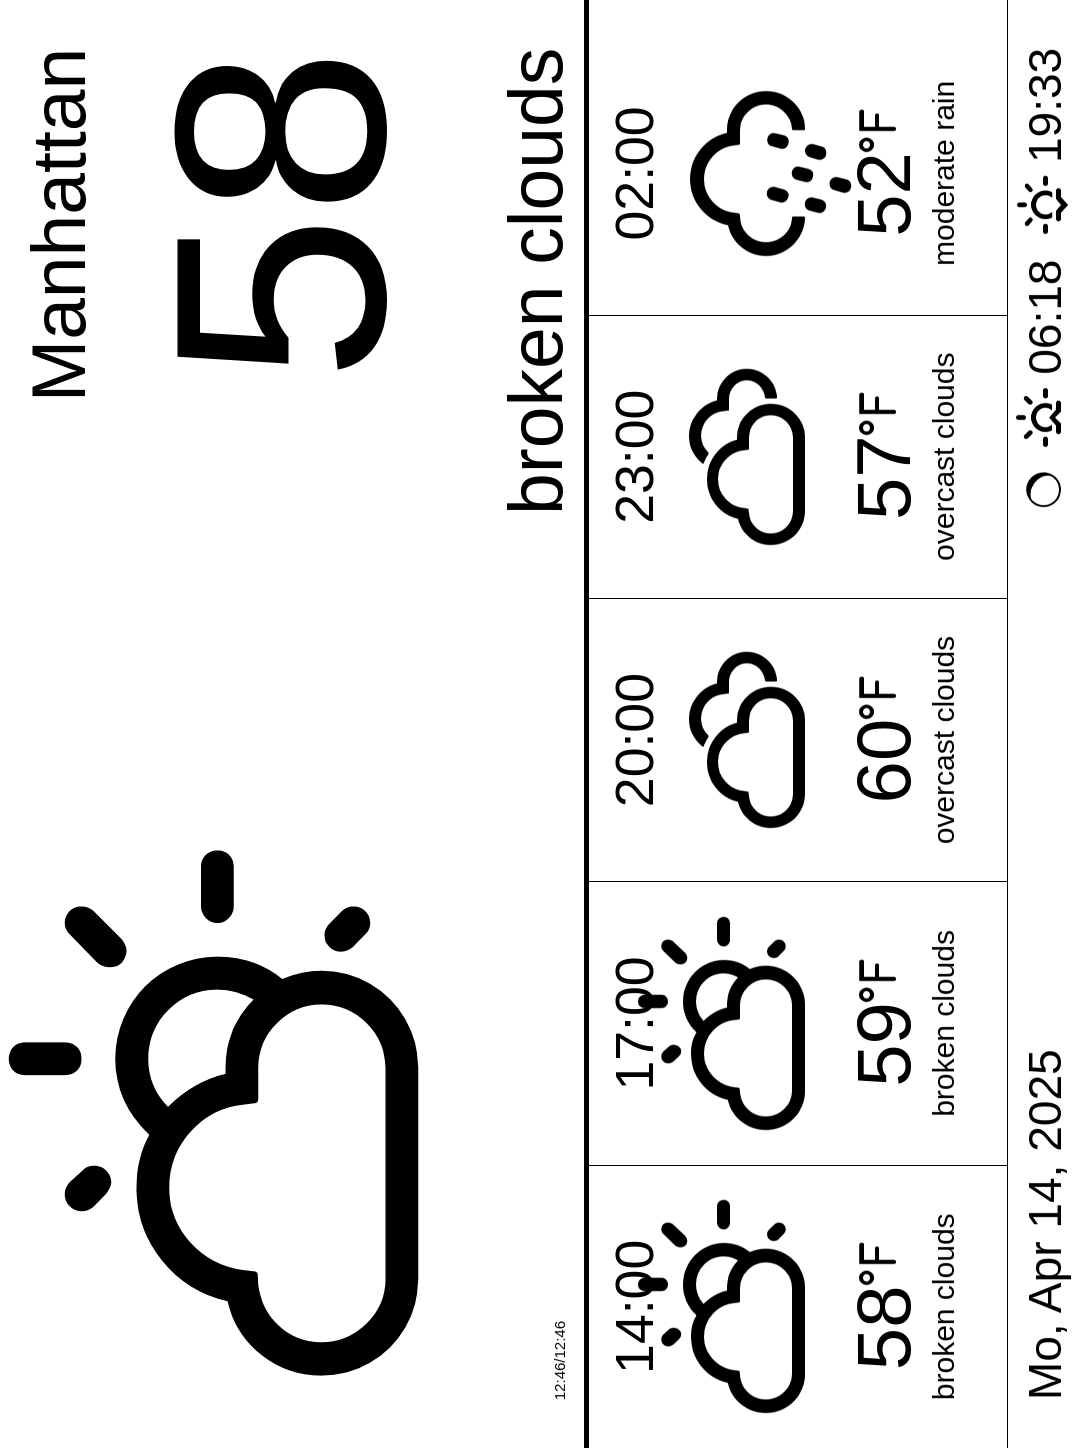 Manhattan
58
broken clouds
12:46/12:46
14:00
58°F
broken clouds
17:00
59°F
broken clouds
20:00
60°F
overcast clouds
23:00
57°F
overcast clouds
02:00
52°F
moderate rain
Mo, Apr 14, 2025
06:18
19:33